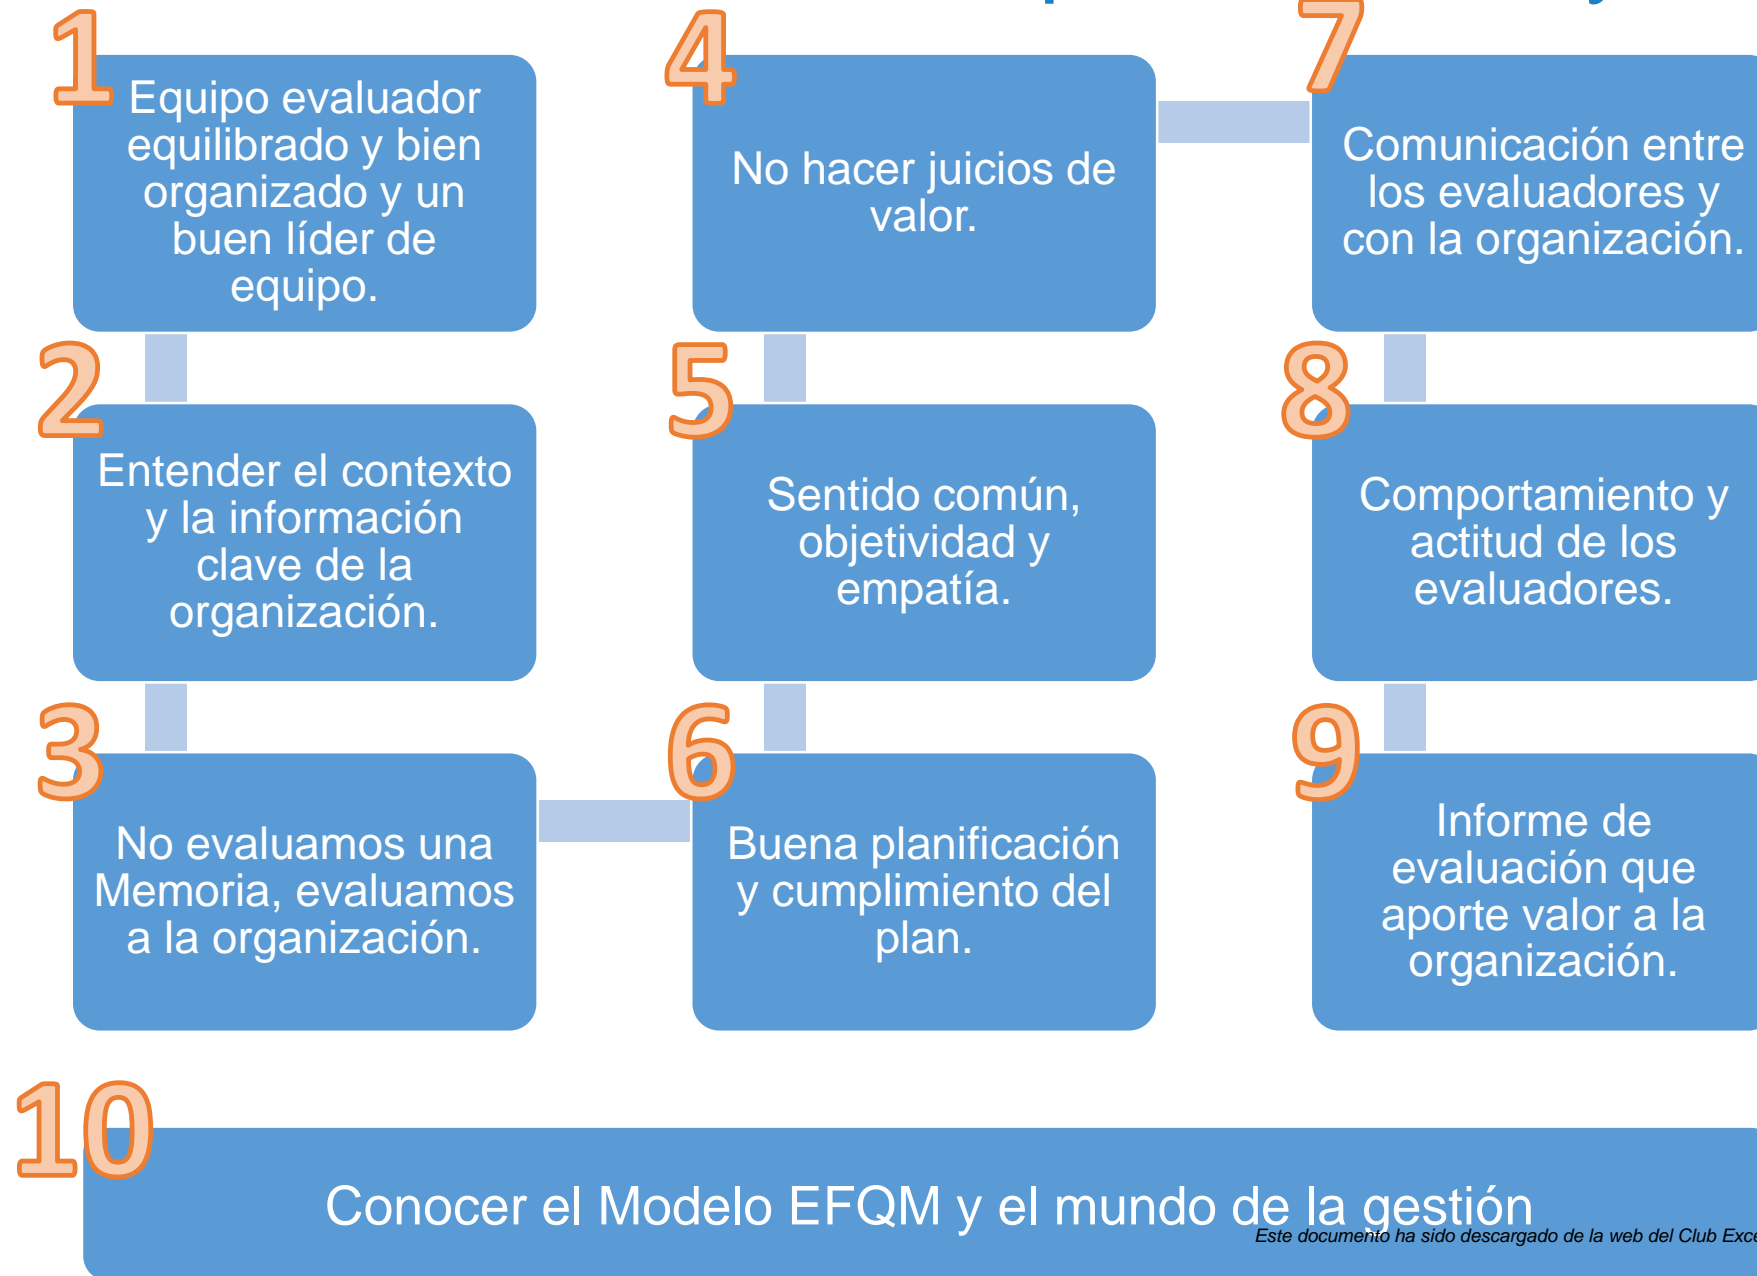 1
Equipo evaluador
equilibrado y bien
organizado y un
buen líder de
equipo.
2
Entender el contexto
y la información
clave de la
organización.
3
No evaluamos una
Memoria, evaluamos
a la organización.
4
No hacer juicios de
valor.
5
Sentido común,
objetividad y
empatía.
6
Buena planificación
y cumplimiento del
plan.
7
Comunicación entre
los evaluadores y
con la organización.
8
Comportamiento y
actitud de los
evaluadores.
9
Informe de
evaluación que
aporte valor a la
organización.
10
Conocer el Modelo EFQM y el mundo de la gestión
Este documento ha sido descargado de la web del Club